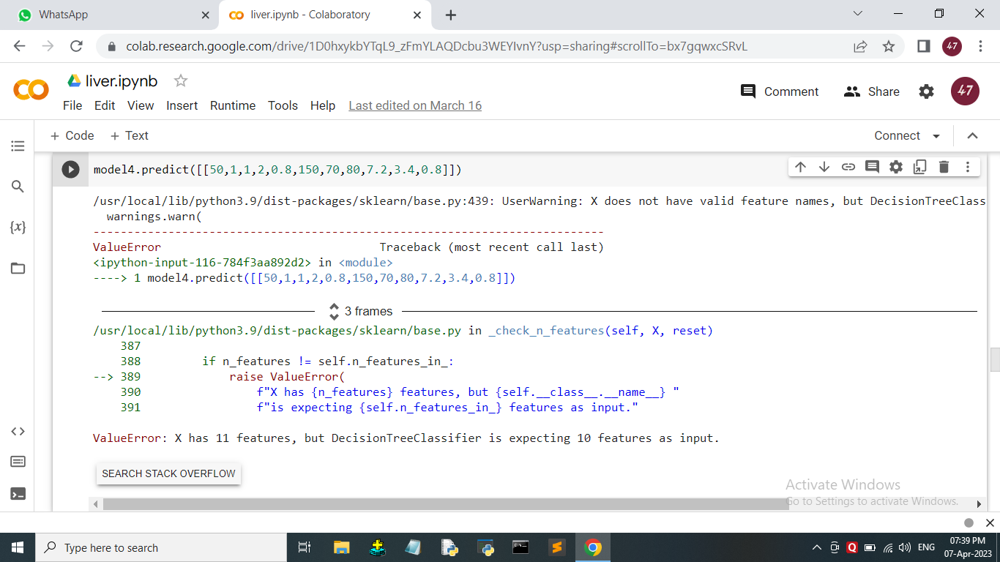 WhatsApp
liver.ipynb - Colaboratory
colab.research.google.com/drive/1D0hxykbYTqL9_zFmYLAQDcbu3WEYIvnY?usp=sharing#scrollTo=bx7gqwxcSRvL
47
liver.ipynb
Comment
Share
47
File Edit View Insert Runtime Tools Help Last edited on March 16
+ Code + Text
Connect
model4.predict([[50,1,1,2,0.8,150,70,80,7.2,3.4,0.8]])
/usr/local/lib/python3.9/dist-packages/sklearn/base.py:439: UserWarning: X does not have valid feature names, but DecisionTreeClass
warnings.warn(
---------------------------------------------------------------------------
ValueError Traceback (most recent call last)
<ipython-input-116-784f3aa892d2> in <module>
----> 1 model4.predict([[50,1,1,2,0.8,150,70,80,7.2,3.4,0.8]])
3 frames
/usr/local/lib/python3.9/dist-packages/sklearn/base.py in _check_n_features(self, X, reset)
387
388 if n_features != self.n_features_in_:
--> 389 raise ValueError(
390 f"X has {n_features} features, but {self.__class__.__name__} "
391 f"is expecting {self.n_features_in_} features as input."
ValueError: X has 11 features, but DecisionTreeClassifier is expecting 10 features as input.
SEARCH STACK OVERFLOW
Activate Windows
Go to Settings to activate Windows.
Type here to search
ENG
07:39 PM
07-Apr-2023